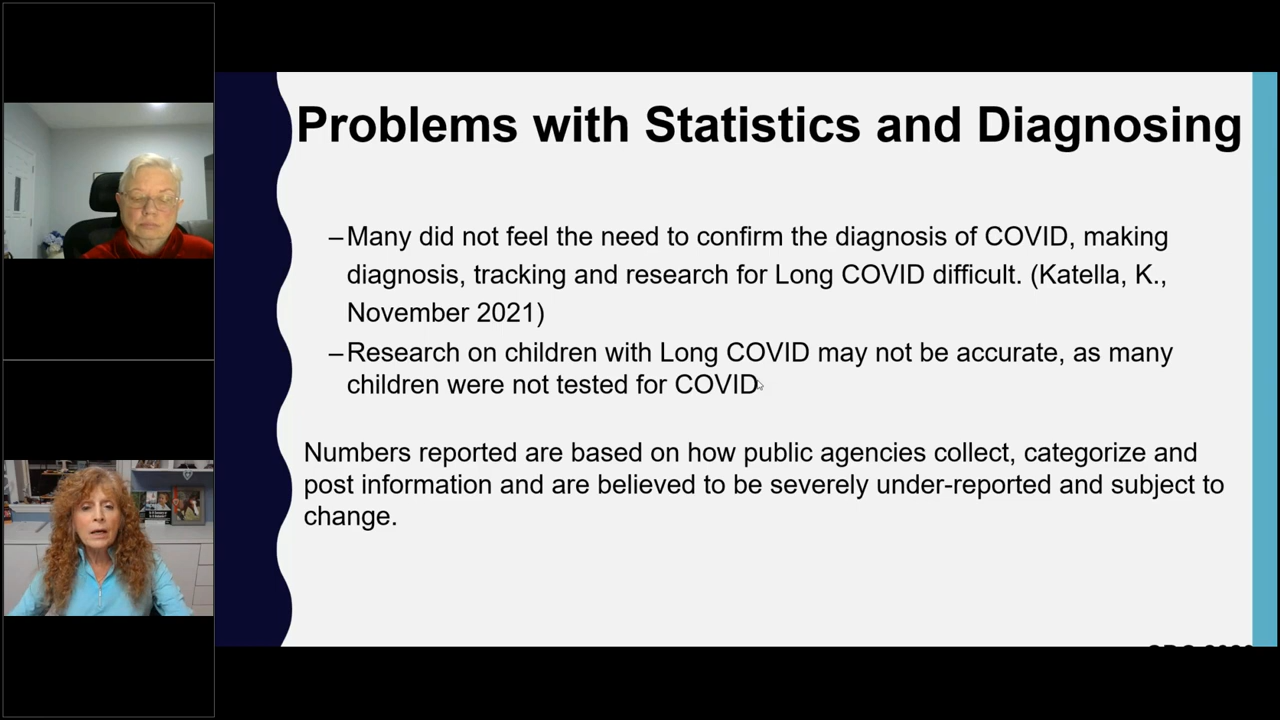 Problems with Statistics and Diagnosing
–Many did not feel the need to confirm the diagnosis of COVID, making
diagnosis, tracking and research for Long COVID difficult. (Katella, K.,
November 2021)
–Research on children with Long COVID may not be accurate, as many
children were not tested for COVID
Numbers reported are based on how public agencies collect, categorize and
post information and are believed to be severely under-reported and subject to
change.